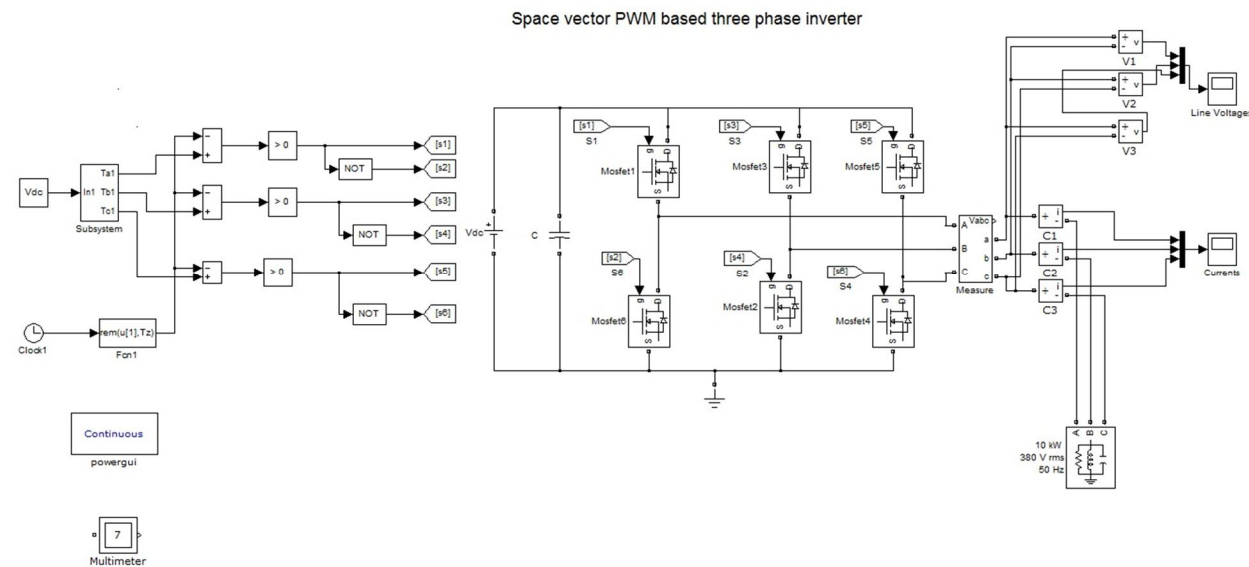 Space vector PWM based three phase inverter
Vdc
In1
Ta1
Tb1
Tc1
Subsystem
Clock1
rem(u[1],Tz)
Fcn1
−
+
> 0
NOT
[s1]
[s2]
−
+
> 0
NOT
[s3]
[s4]
−
+
> 0
NOT
[s5]
[s6]
Continuous
powergui
7
Multimeter
Vdc
+
C
[s1]
S1
g
D
S
Mosfet1
[s3]
S3
g
D
S
Mosfet3
[s5]
S5
g
D
S
Mosfet5
[s2]
S6
g
D
S
Mosfet6
[s4]
S2
g
D
S
Mosfet2
[s6]
S4
g
D
S
Mosfet4
Vabc
A
B
C
a
b
c
Measure
+
-
v
V1
+
-
v
V2
+
-
v
V3
Line Voltages
+
-
i
C1
+
-
i
C2
+
-
i
C3
Currents
A B C
10 kW
380 V rms
50 Hz